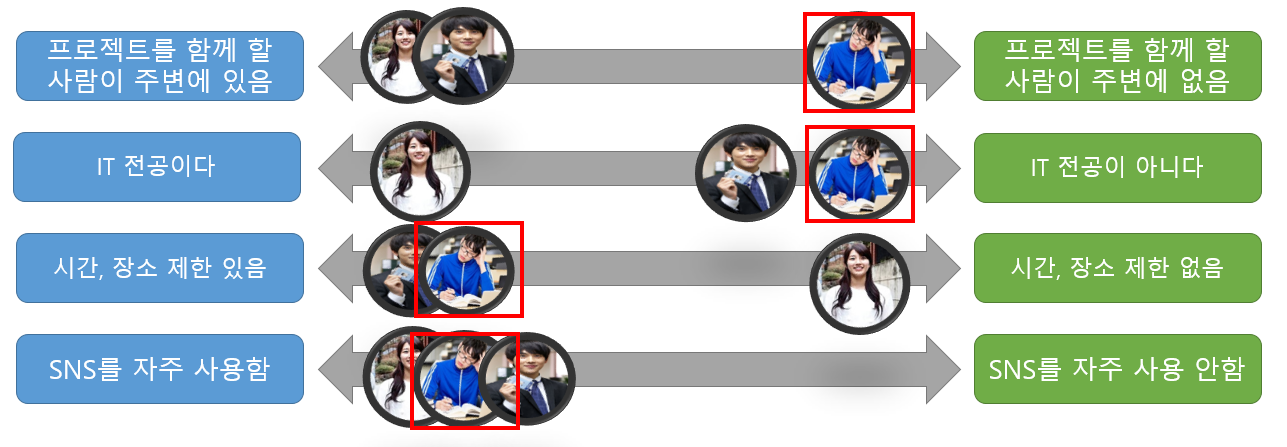 프로젝트를 함께 할
사람이 주변에 있음
프로젝트를 함께 할
사람이 주변에 없음
IT 전공이다
IT 전공이 아니다
시간, 장소 제한 있음
시간, 장소 제한 없음
SNS를 자주 사용함
SNS를 자주 사용 안함